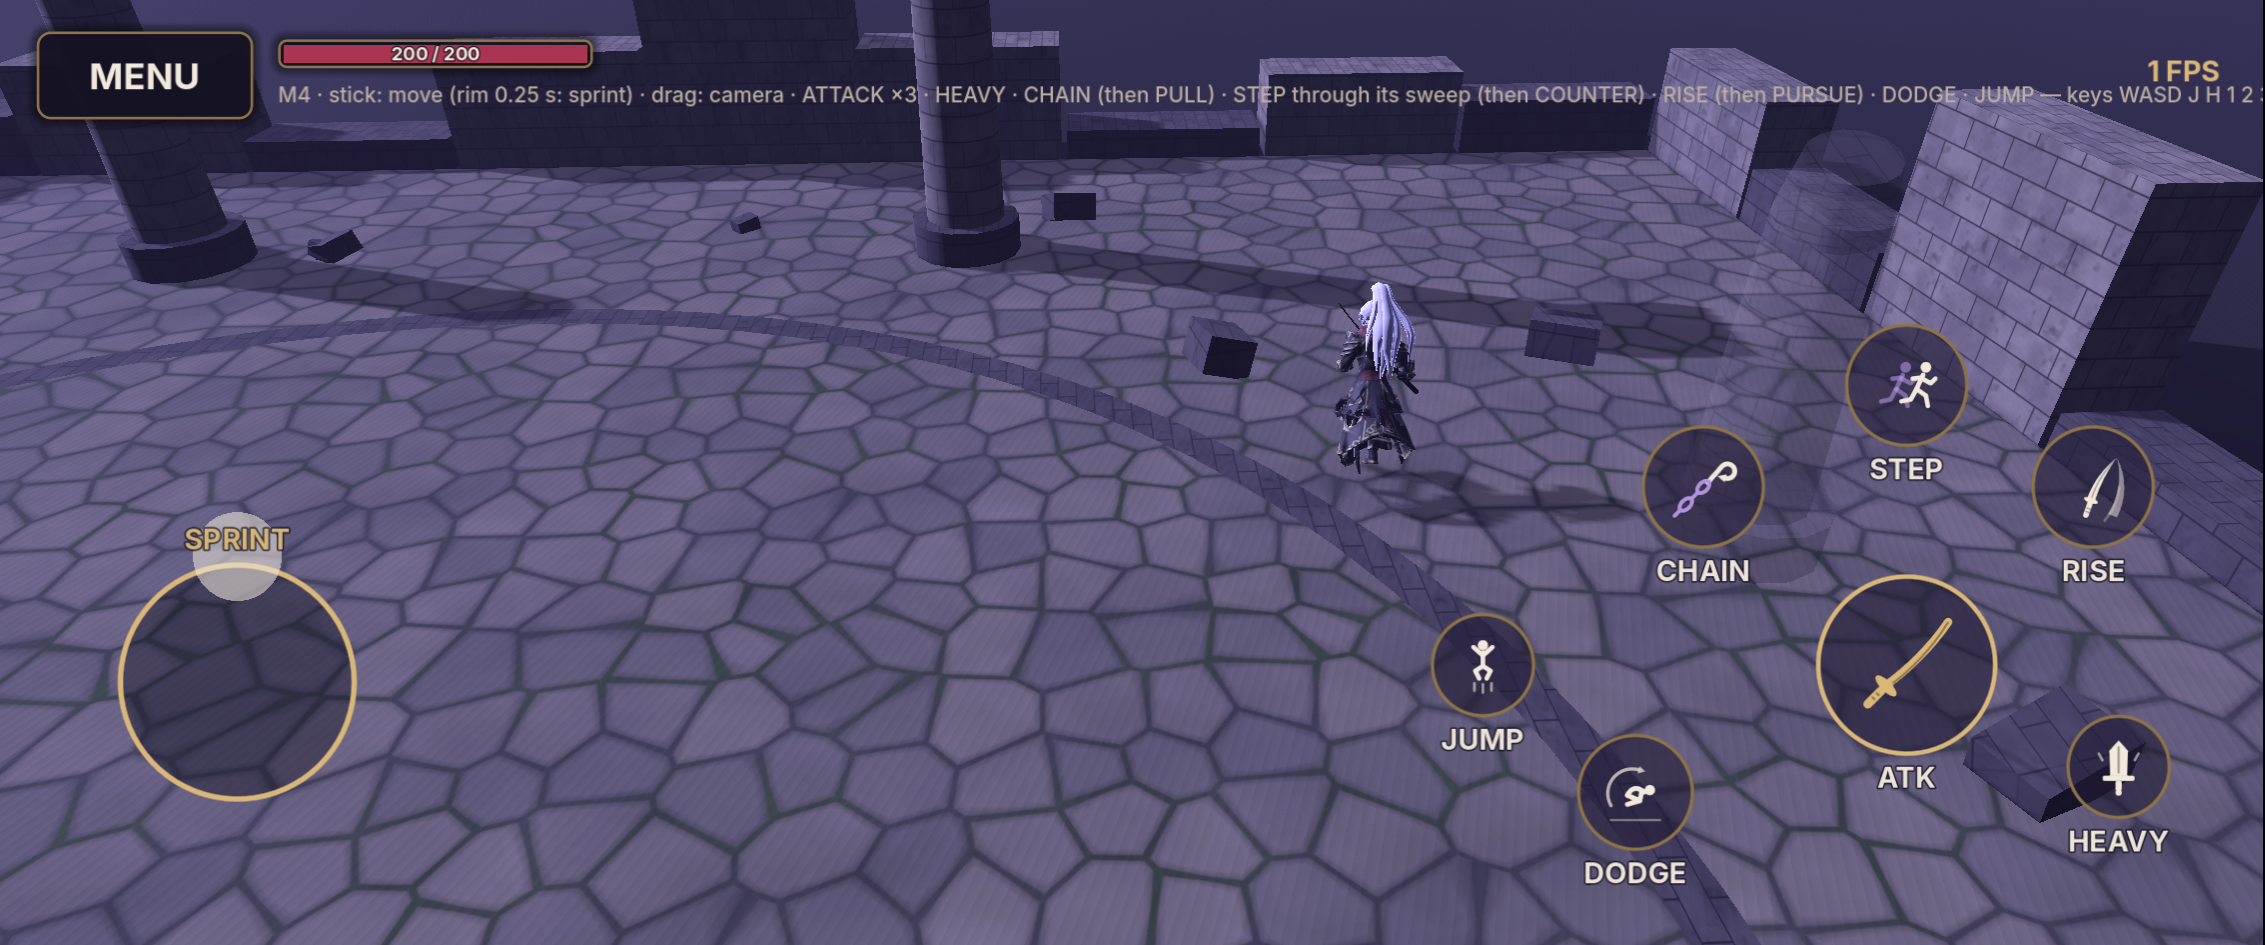 MENU
200 / 200
1 FPS
M4 · stick: move (rim 0.25 s: sprint) · drag: camera · ATTACK ×3 · HEAVY · CHAIN (then PULL) · STEP through its sweep (then COUNTER) · RISE (then PURSUE) · DODGE · JUMP — keys WASD J H 1 2
STEP
SPRINT
CHAIN
RISE
JUMP
ATK
HEAVY
DODGE